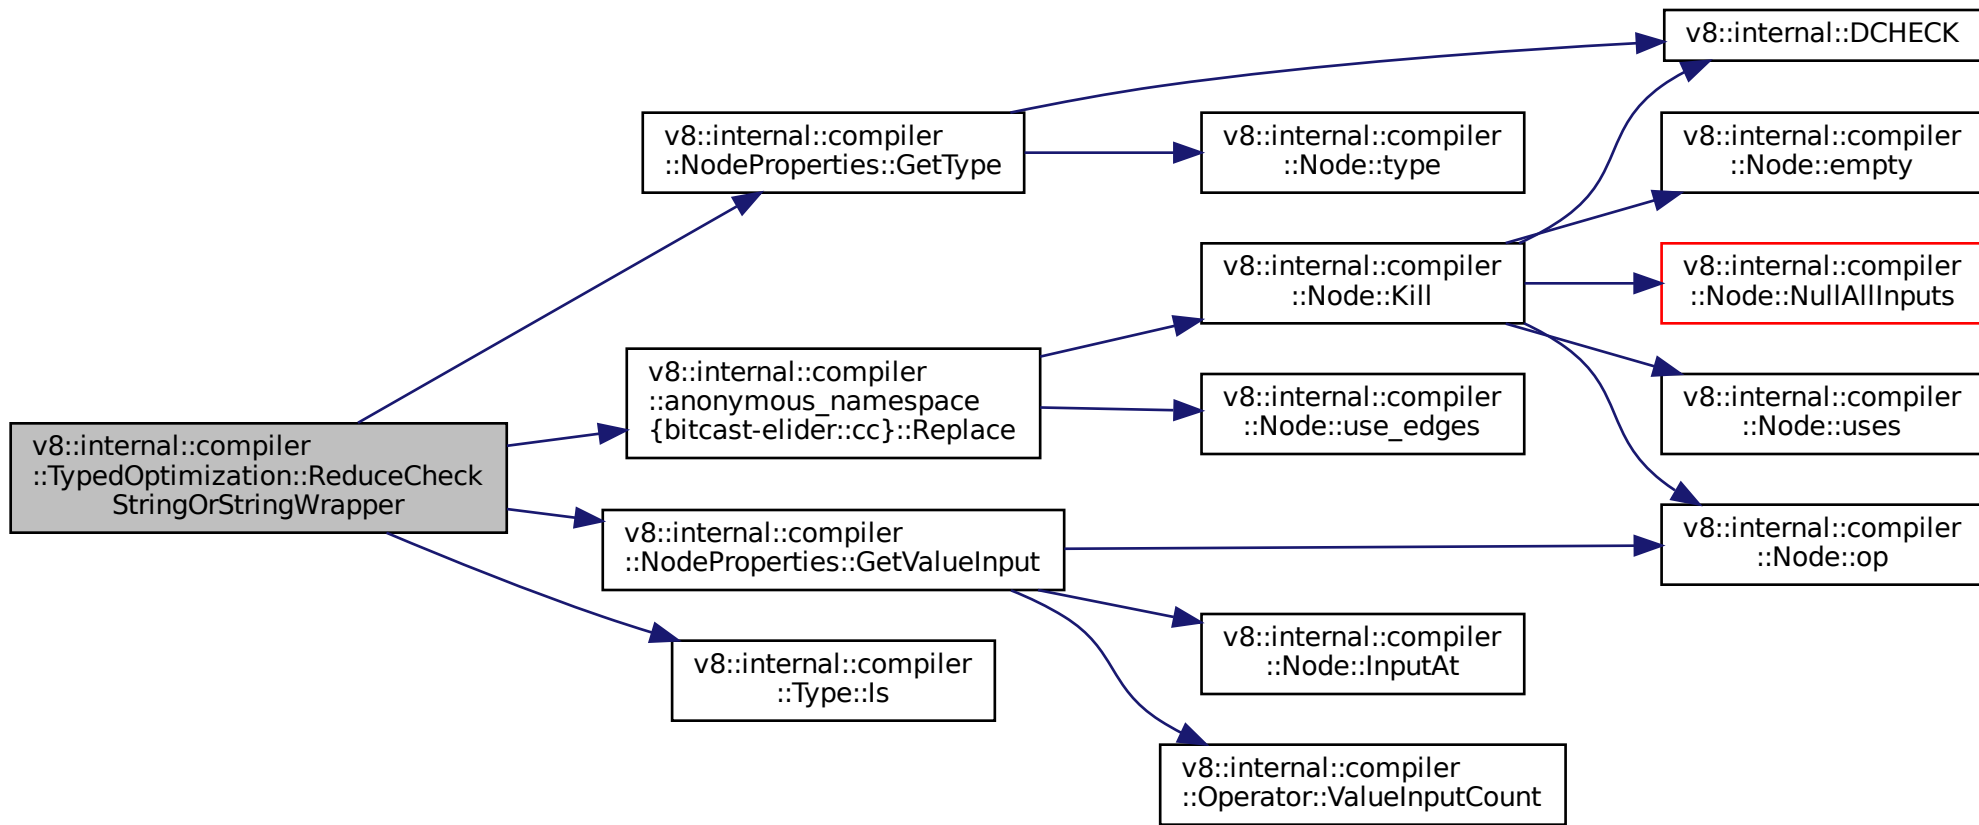 v8::internal::compiler
::TypedOptimization::ReduceCheck
StringOrStringWrapper
v8::internal::compiler
::NodeProperties::GetType
v8::internal::compiler
::anonymous_namespace
{bitcast-elider::cc}::Replace
v8::internal::compiler
::NodeProperties::GetValueInput
v8::internal::compiler
::Type::Is
v8::internal::compiler
::Node::type
v8::internal::compiler
::Node::Kill
v8::internal::compiler
::Node::use_edges
v8::internal::compiler
::Node::InputAt
v8::internal::compiler
::Operator::ValueInputCount
v8::internal::DCHECK
v8::internal::compiler
::Node::empty
v8::internal::compiler
::Node::NullAllInputs
v8::internal::compiler
::Node::uses
v8::internal::compiler
::Node::op